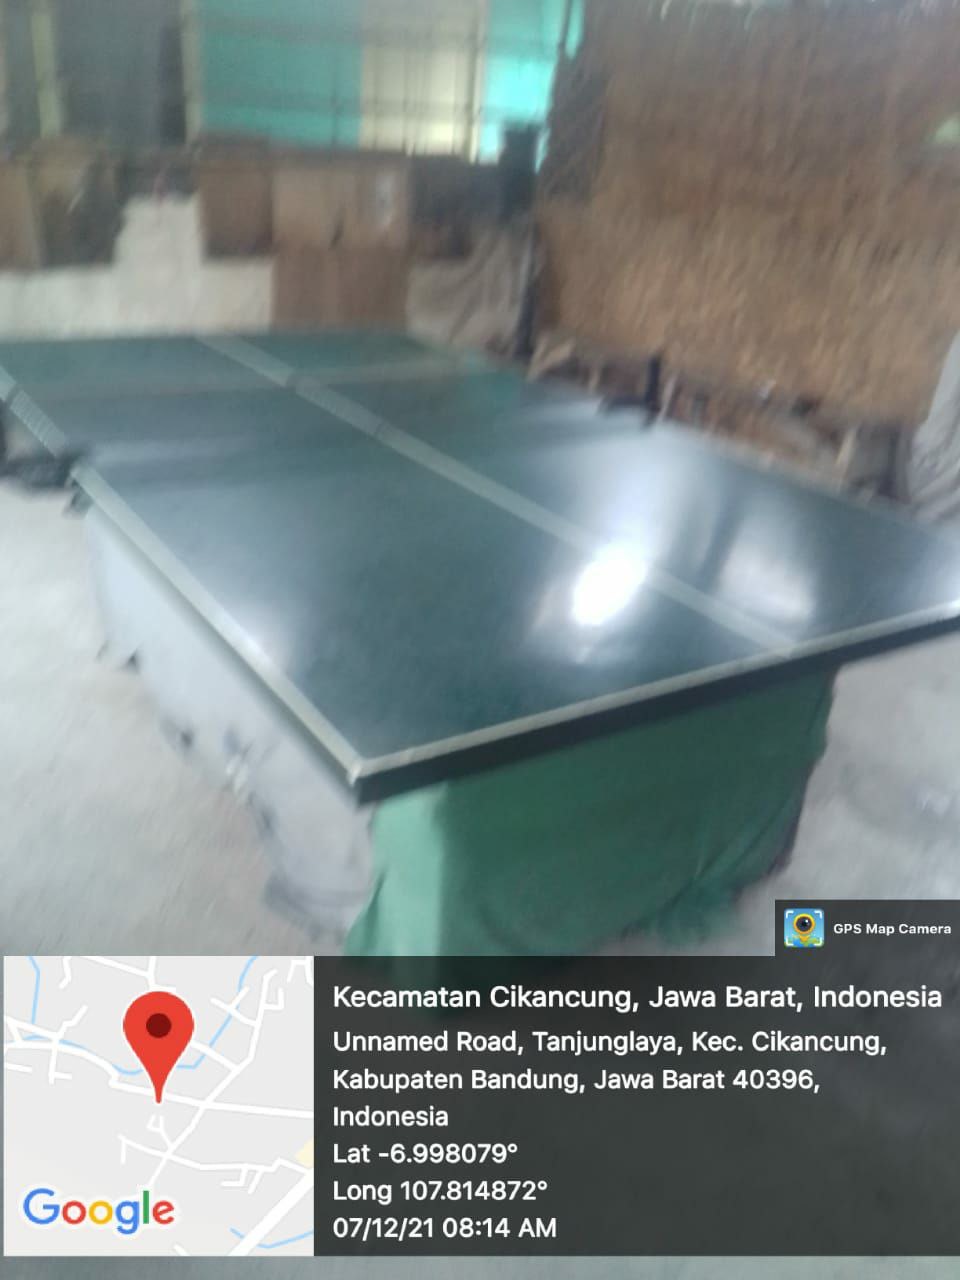 GPS Map Camera
Kecamatan Cikancung, Jawa Barat, Indonesia
Unnamed Road, Tanjunglaya, Kec. Cikancung,
Kabupaten Bandung, Jawa Barat 40396,
Indonesia
Lat -6.998079°
Long 107.814872°
07/12/21 08:14 AM
Google